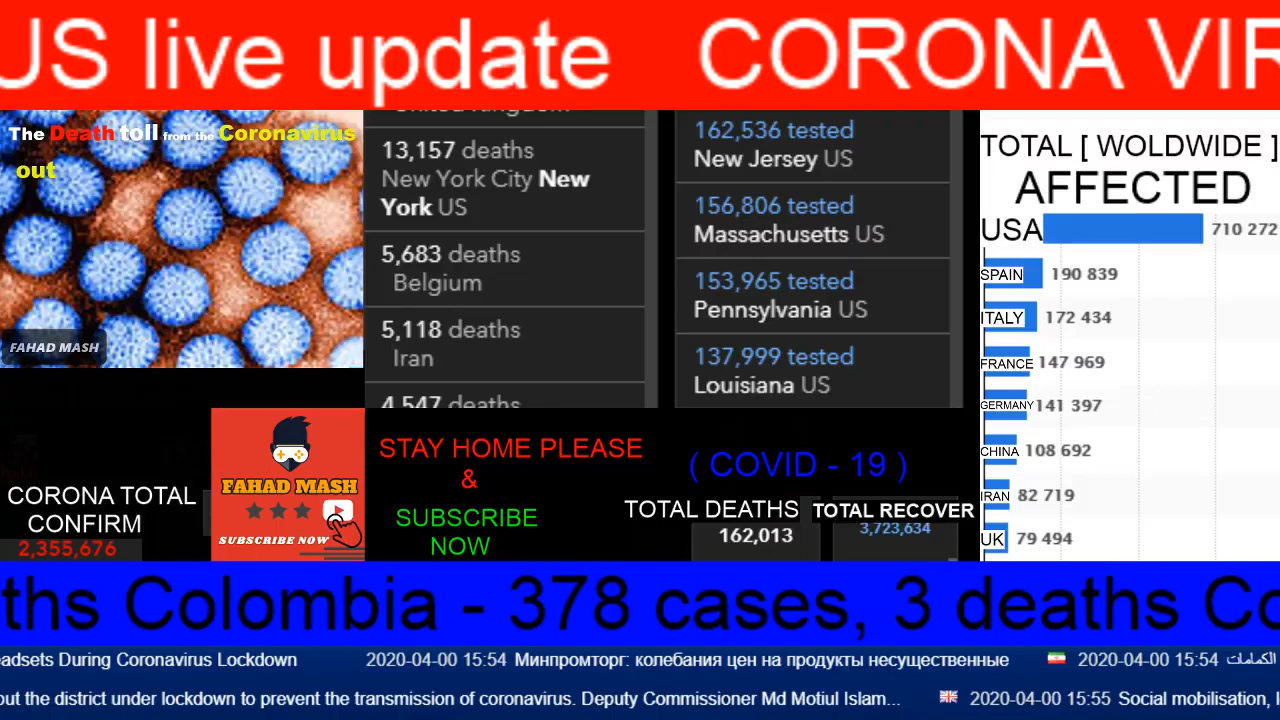 US live update CORONA VIR
The Death toll from the Coronavirus
out
FAHAD MASH
13,157 deaths
New York City New
York US
5,683 deaths
Belgium
5,118 deaths
Iran
4,547 deaths
162,536 tested
New Jersey US
156,806 tested
Massachusetts US
153,965 tested
Pennsylvania US
137,999 tested
Louisiana US
TOTAL [ WOLDWIDE ]
AFFECTED
USA 710 272
SPAIN 190 839
ITALY 172 434
FRANCE 147 969
GERMANY 141 397
CHINA 108 692
IRAN 82 719
UK 79 494
CORONA TOTAL
CONFIRM
2,355,676
FAHAD MASH
SUBSCRIBE NOW
STAY HOME PLEASE
&
SUBSCRIBE
NOW
( COVID - 19 )
TOTAL DEATHS
162,013
TOTAL RECOVER
3,723,634
ths Colombia - 378 cases, 3 deaths Co
eadsets During Coronavirus Lockdown 2020-04-00 15:54 Минпромторг: колебания цен на продукты несущественные 2020-04-00 15:54 الكمامات
out the district under lockdown to prevent the transmission of coronavirus. Deputy Commissioner Md Motiul Islam... 2020-04-00 15:55 Social mobilisation,